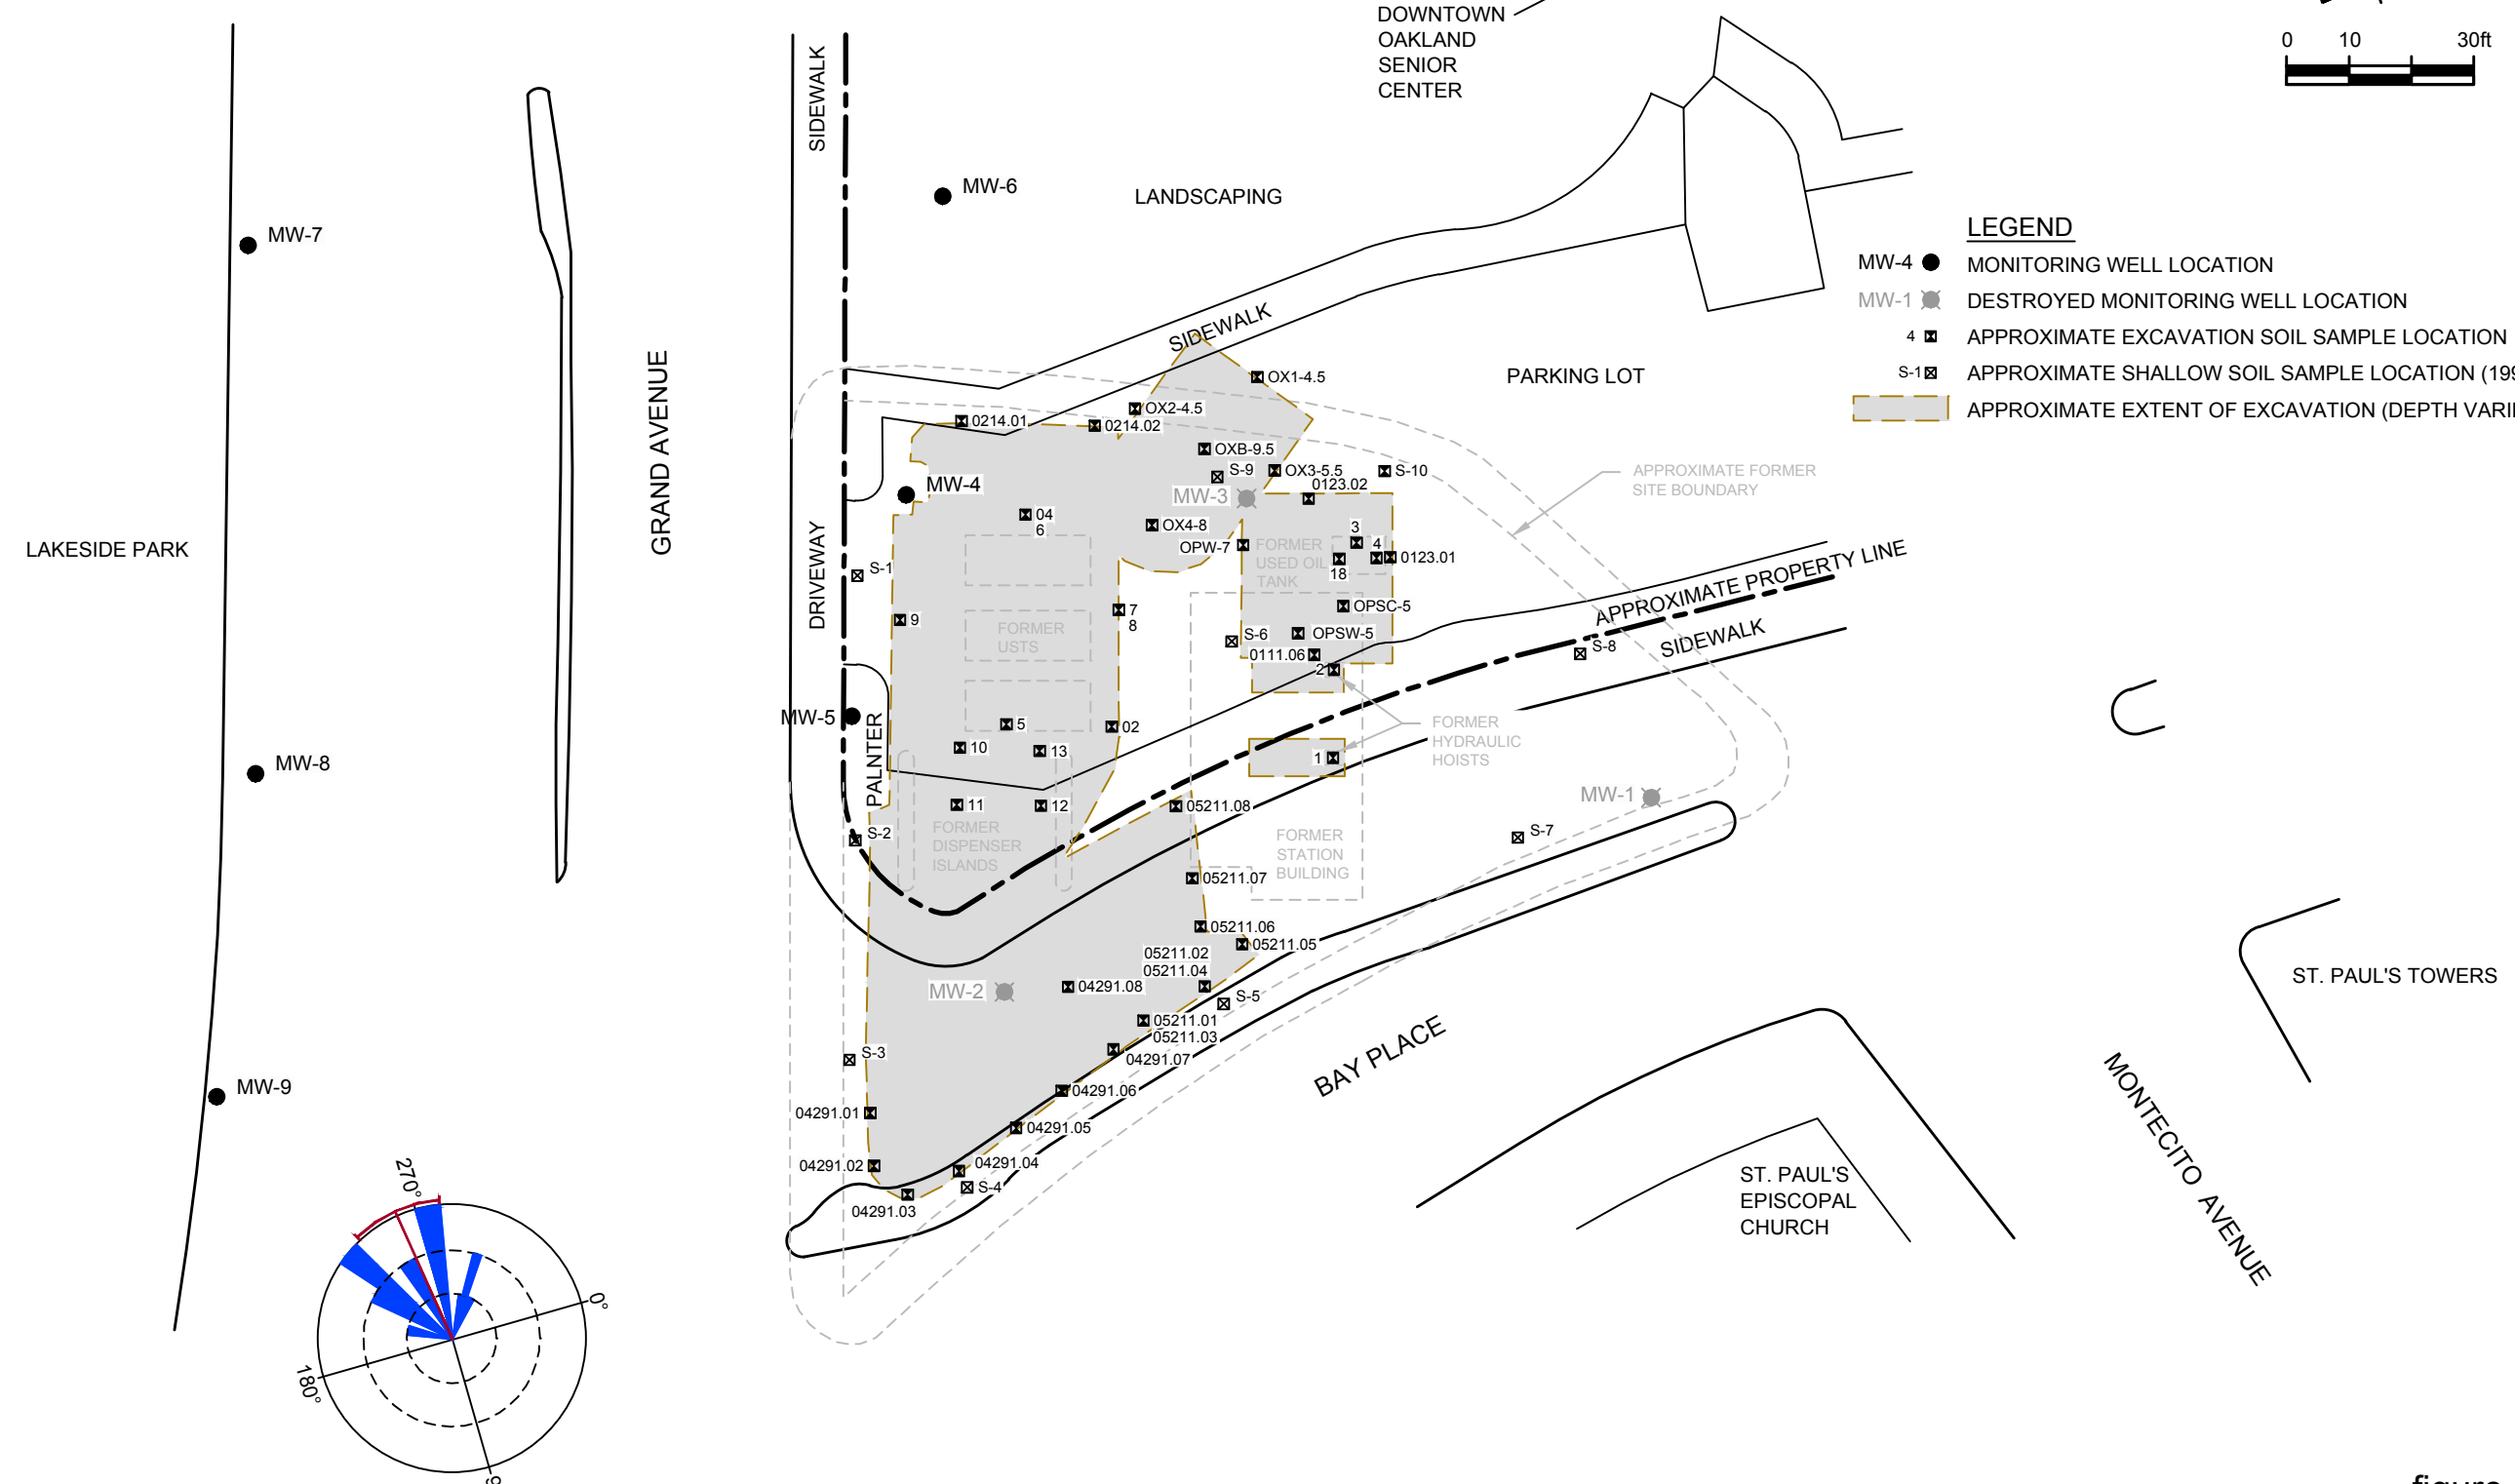 DOWNTOWN
OAKLAND
SENIOR
CENTER
0 10 30ft
SIDEWALK
MW-6
LANDSCAPING
MW-7
LEGEND
MW-4 MONITORING WELL LOCATION
MW-1 DESTROYED MONITORING WELL LOCATION
4 APPROXIMATE EXCAVATION SOIL SAMPLE LOCATION
S-1 APPROXIMATE SHALLOW SOIL SAMPLE LOCATION (199
APPROXIMATE EXTENT OF EXCAVATION (DEPTH VARI
SIDEWALK
PARKING LOT
OX1-4.5
OX2-4.5
0214.01
0214.02
GRAND AVENUE
OXB-9.5
S-9
OX3-5.5
S-10
0123.02
APPROXIMATE FORMER
SITE BOUNDARY
MW-4
MW-3
04
6
OX4-8
OPW-7
FORMER
USED OIL
TANK
3
4
0123.01
18
LAKESIDE PARK
DRIVEWAY
S-1
9
7
8
FORMER
USTS
OPSC-5
OPSW-5
S-6
0111.06
2
APPROXIMATE PROPERTY LINE
SIDEWALK
S-8
MW-5
PALNTER
5
02
10
13
FORMER
HYDRAULIC
HOISTS
1
MW-8
11
12
05211.08
MW-1
S-2
FORMER
DISPENSER
ISLANDS
FORMER
STATION
BUILDING
S-7
05211.07
05211.06
05211.05
05211.02
05211.04
ST. PAUL'S TOWERS
MW-2
04291.08
S-5
05211.01
05211.03
04291.07
BAY PLACE
S-3
MW-9
04291.06
04291.01
04291.05
MONTECITO AVENUE
04291.02
04291.04
S-4
04291.03
ST. PAUL'S
EPISCOPAL
CHURCH
270°
0°
180°